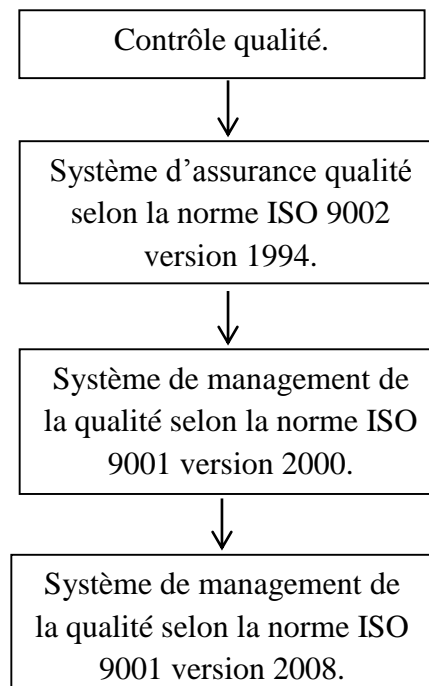 Contrôle qualité.
Système d’assurance qualité
selon la norme ISO 9002
version 1994.
Système de management de
la qualité selon la norme ISO
9001 version 2000.
Système de management de
la qualité selon la norme ISO
9001 version 2008.